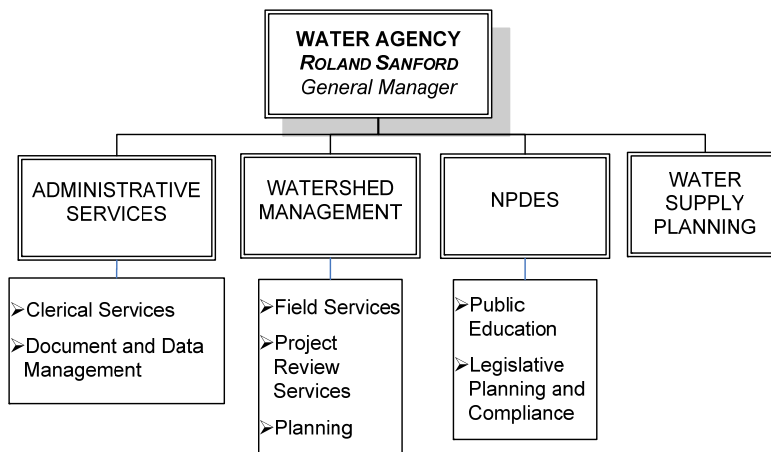 WATER AGENCY
ROLAND SANFORD
General Manager
ADMINISTRATIVE
SERVICES
WATERSHED
MANAGEMENT
NPDES
WATER
SUPPLY
PLANNING
➢Clerical Services
➢Document and Data
Management
➢Field Services
➢Project
Review
Services
➢Planning
➢Public
Education
➢Legislative
Planning and
Compliance